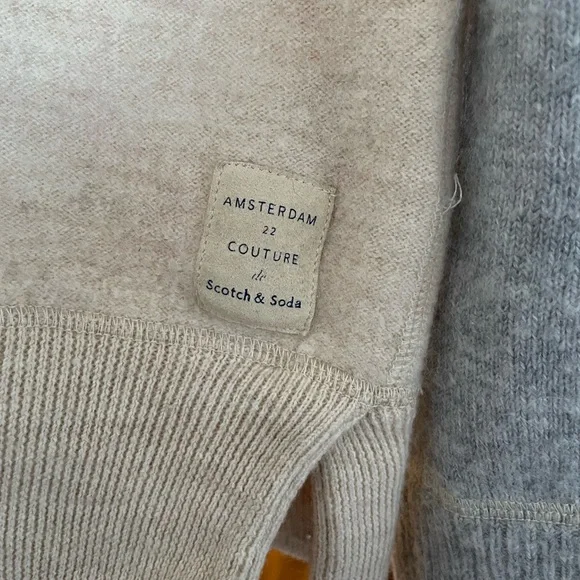 AMSTERDAM
22
COUTURE
de
Scotch & Soda